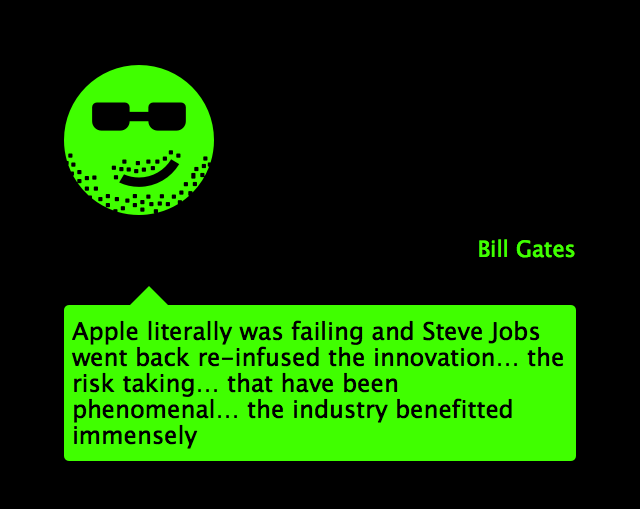 Bill Gates
Apple literally was failing and Steve Jobs
went back re-infused the innovation... the
risk taking... that have been
phenomenal... the industry benefitted
immensely